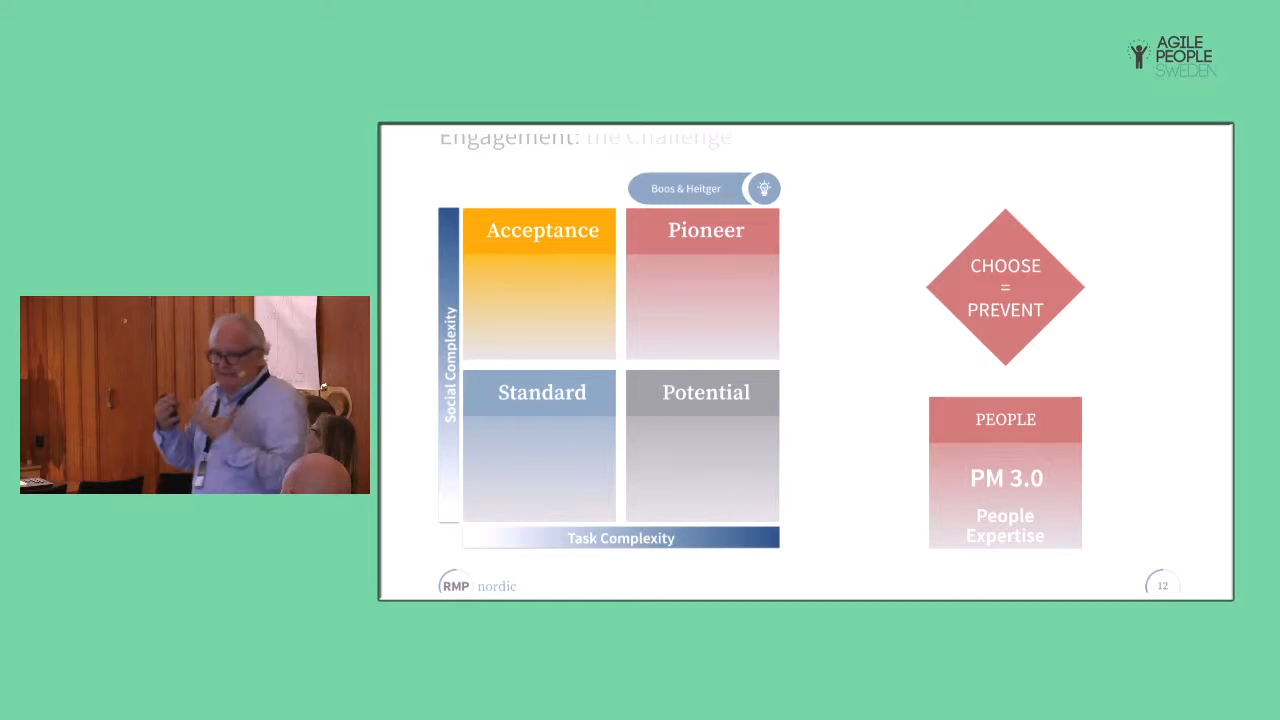 AGILE
PEOPLE
SWEDEN
Engagement: the Challenge
Boos & Heitger
Acceptance
Pioneer
Social Complexity
Standard
Potential
Task Complexity
CHOOSE
=
PREVENT
PEOPLE
PM 3.0
People
Expertise
RMP nordic
12